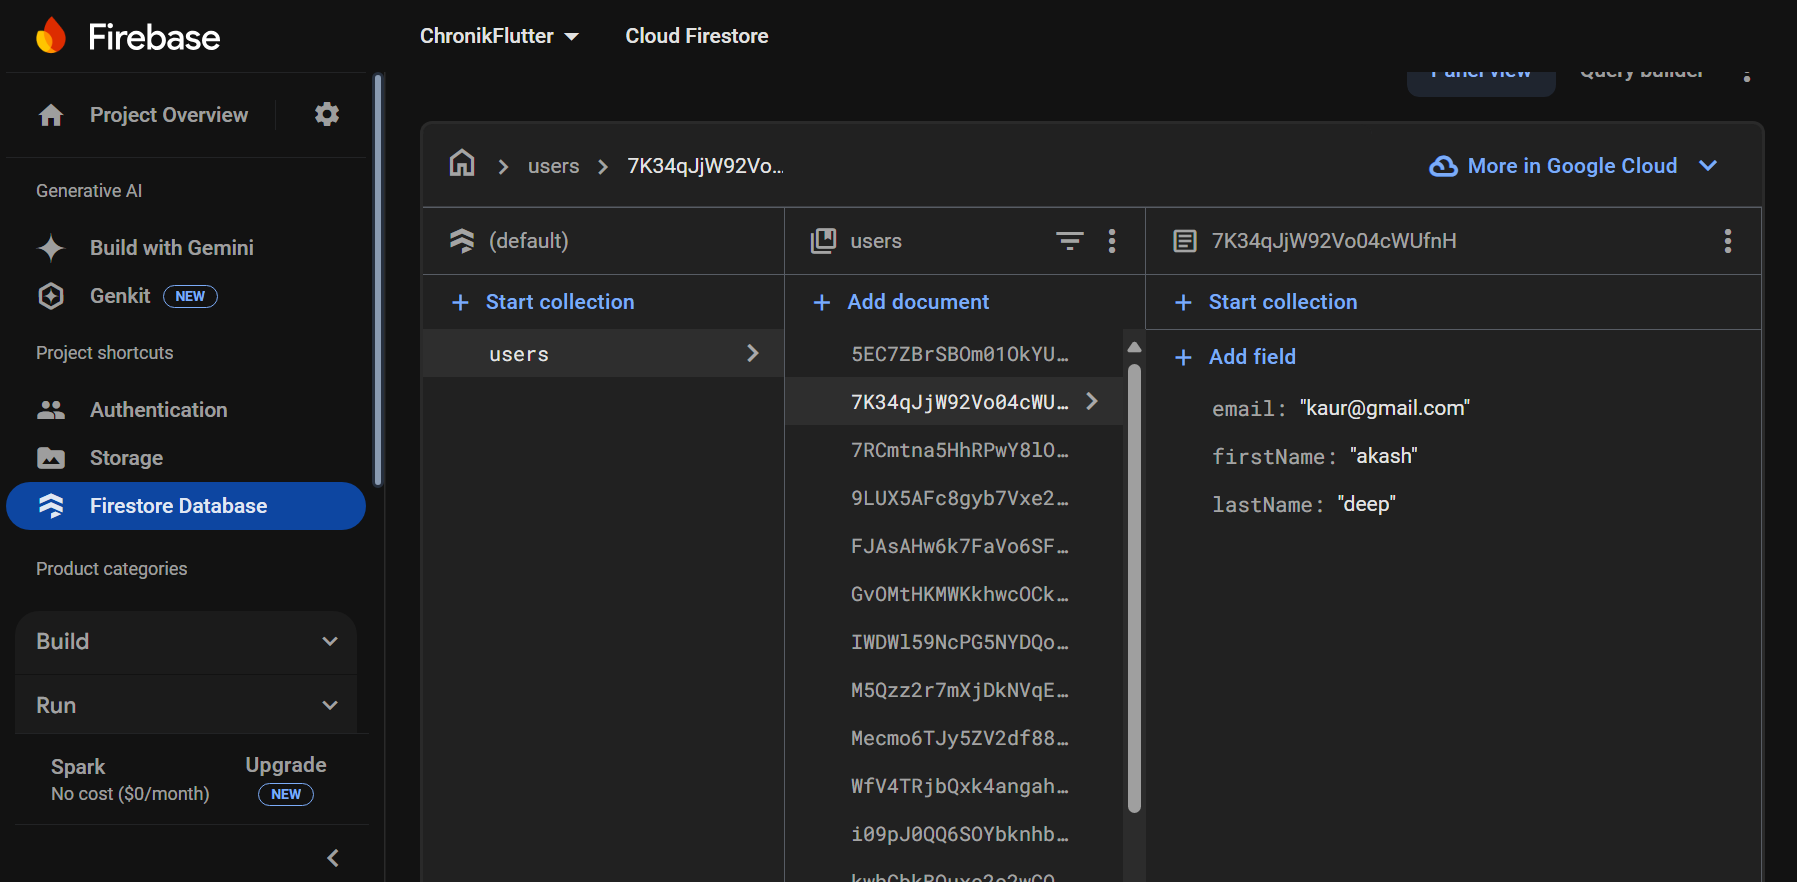 Firebase
ChronikFlutter
Cloud Firestore
Panel view
Query builder
Project Overview
users
7K34qJjW92Vo...
More in Google Cloud
Generative AI
(default)
users
7K34qJjW92Vo04cWUfnH
Build with Gemini
Genkit
NEW
Start collection
Add document
Start collection
Project shortcuts
users
5EC7ZBrSBOm01OkYU…
Add field
Authentication
7K34qJjW92Vo04cWU…
email: "kaur@gmail.com"
Storage
7RCmtna5HhRPwY8lO…
firstName: "akash"
Firestore Database
9LUX5AFc8gyb7Vxe2…
lastName: "deep"
FJAsAHw6k7FaVo6SF…
Product categories
GvOMtHKMWKkhwcOCk…
Build
IWDWl59NcPG5NYDQo…
Run
M5Qzz2r7mXjDkNVqE…
Mecmo6TJy5ZV2df88…
Spark
No cost ($0/month)
Upgrade
NEW
WfV4TRjbQxk4angah…
i09pJ0QQ6SOYbknhb…